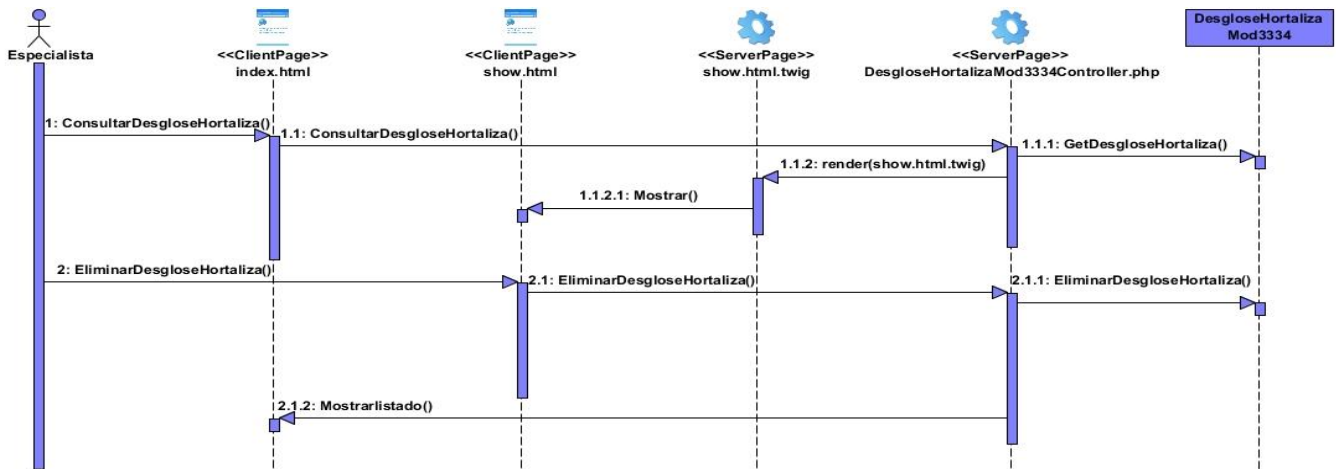 Especialista
<<ClientPage>>
index.html
<<ClientPage>>
show.html
<<ServerPage>>
show.html.twig
<<ServerPage>>
DesgloseHortalizaMod3334Controller.php
DesgloseHortaliza
Mod3334
1: ConsultarDesgloseHortaliza()
1.1: ConsultarDesgloseHortaliza()
1.1.1: GetDesgloseHortaliza()
1.1.2: render(show.html.twig)
1.1.2.1: Mostrar()
2: EliminarDesgloseHortaliza()
2.1: EliminarDesgloseHortaliza()
2.1.1: EliminarDesgloseHortaliza()
2.1.2: Mostrarlistado()